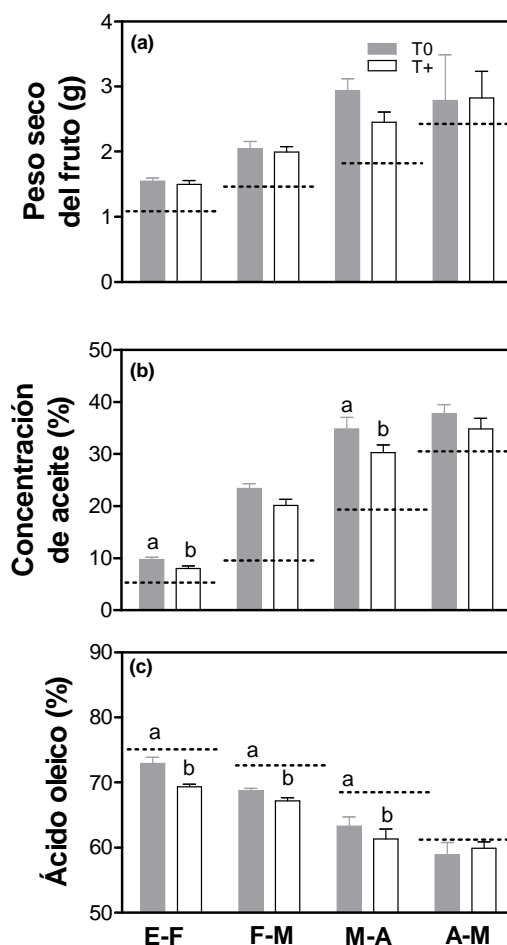 (a)
T0
T+
Peso seco
del fruto (g)
4
3
2
1
0
(b)
Concentración
de aceite (%)
50
40
30
20
10
0
a
b
a
b
(c)
Ácido oleico (%)
90
80
70
60
50
a
b
a
b
a
b
E-F
F-M
M-A
A-M